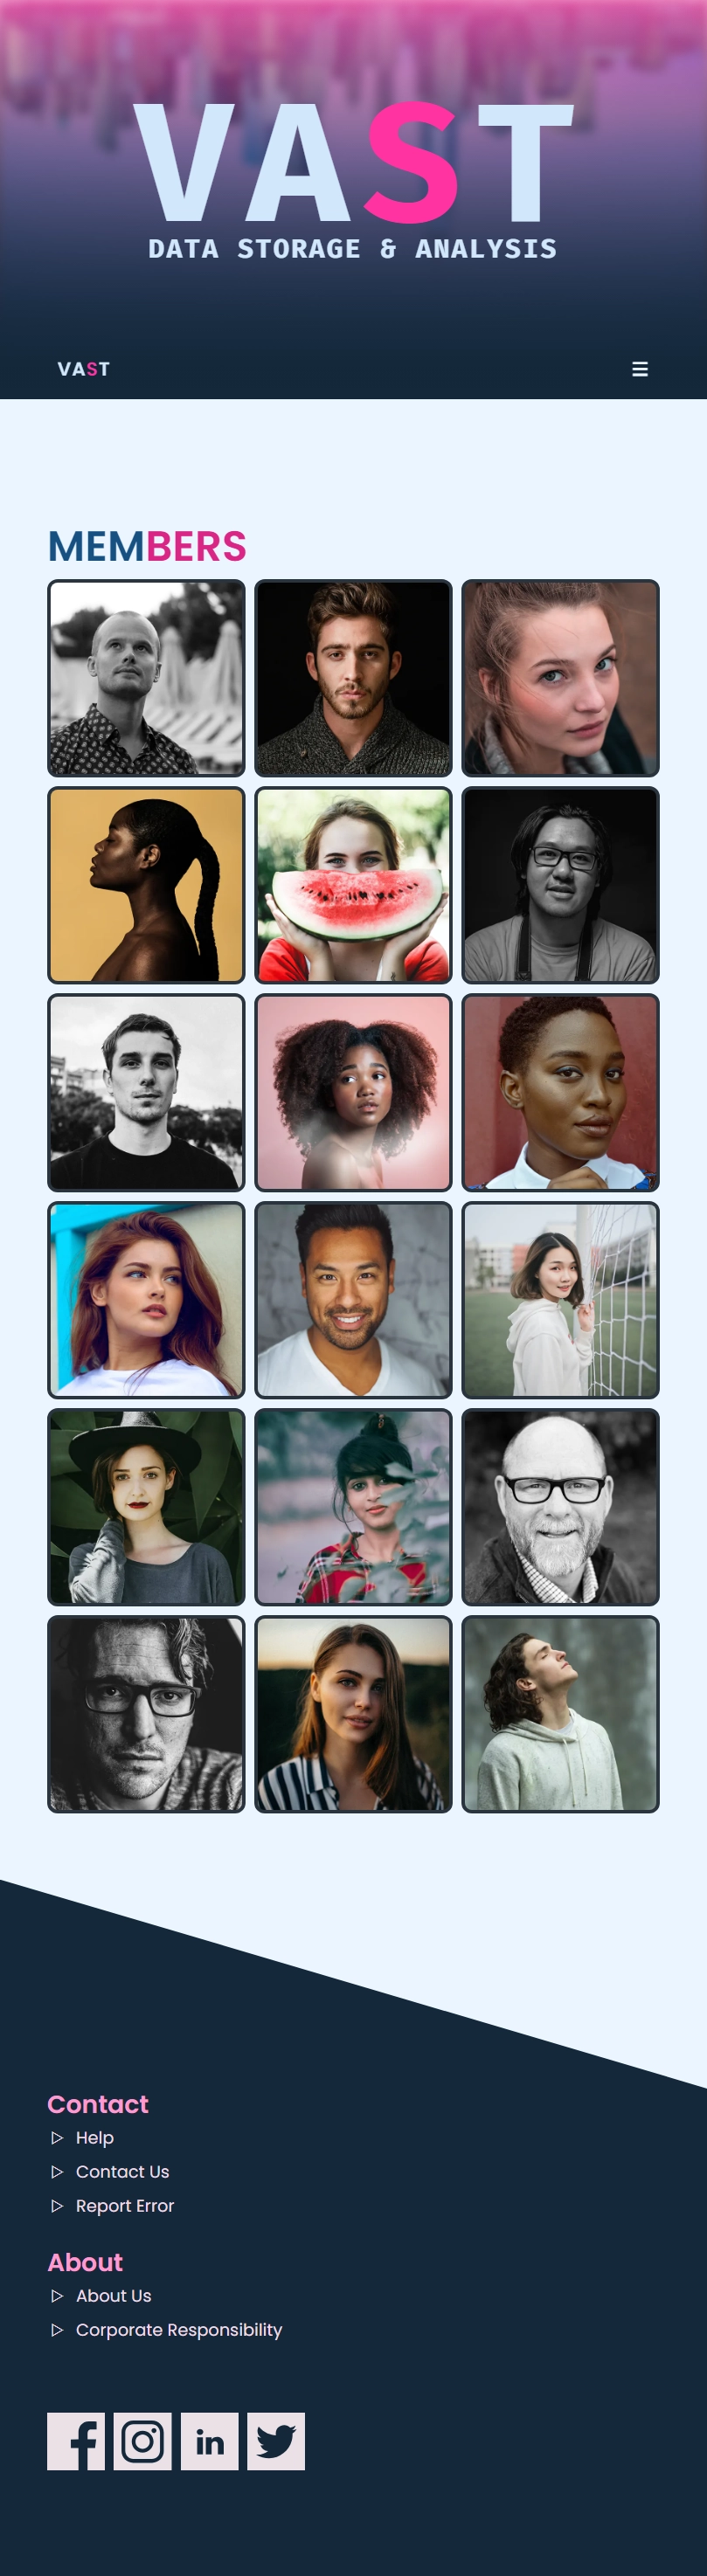 VAST
DATA STORAGE & ANALYSIS
VAST
MEMBERS
Contact
Help
Contact Us
Report Error
About
About Us
Corporate Responsibility
in